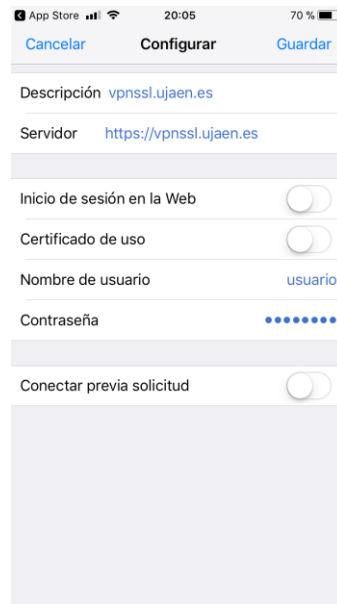 App Store 20:05 70 %
Cancelar Configurar Guardar
Descripción vpnssl.ujaen.es
Servidor https://vpnssl.ujaen.es
Inicio de sesión en la Web
Certificado de uso
Nombre de usuario usuario
Contraseña ••••••••
Conectar previa solicitud